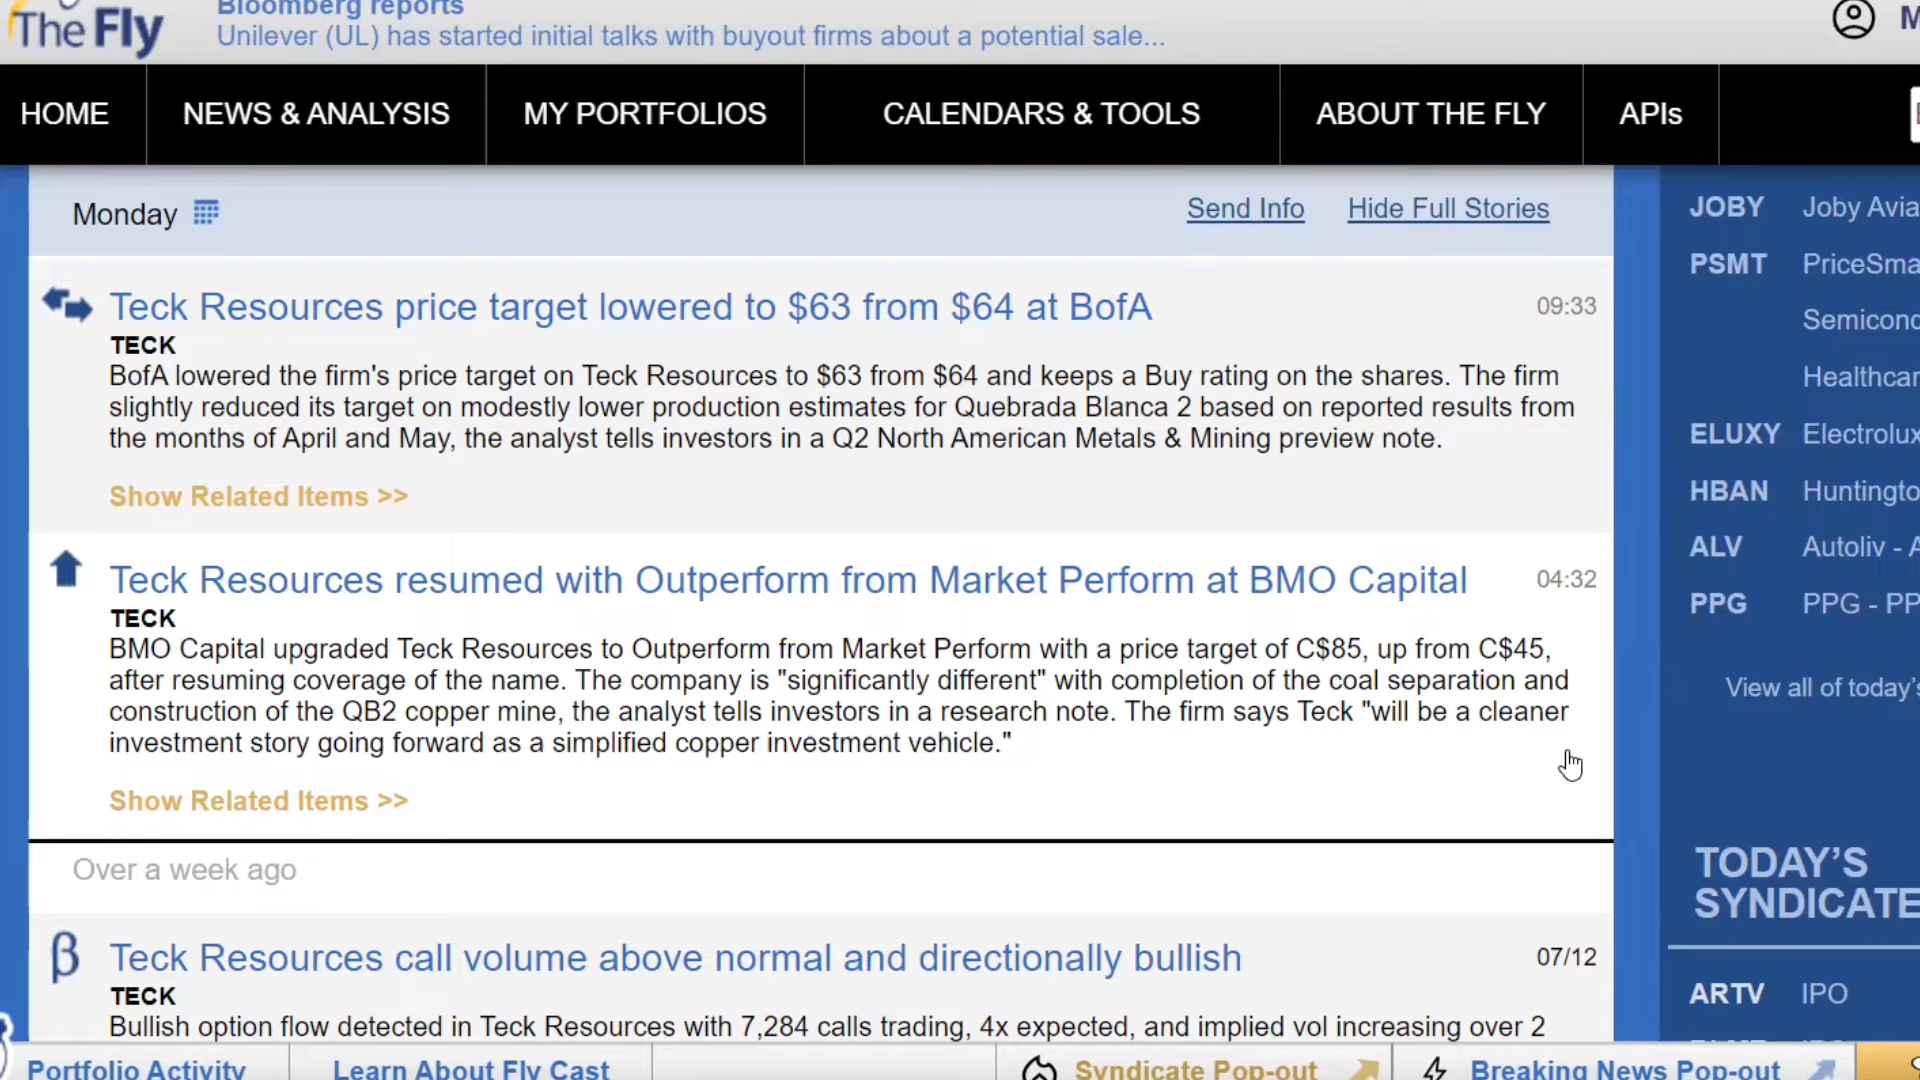 The Fly
Bloomberg reports
Unilever (UL) has started initial talks with buyout firms about a potential sale...
HOME
NEWS & ANALYSIS
MY PORTFOLIOS
CALENDARS & TOOLS
ABOUT THE FLY
APIs
Monday
Send Info
Hide Full Stories
Teck Resources price target lowered to $63 from $64 at BofA
09:33
TECK
BofA lowered the firm's price target on Teck Resources to $63 from $64 and keeps a Buy rating on the shares. The firm
slightly reduced its target on modestly lower production estimates for Quebrada Blanca 2 based on reported results from
the months of April and May, the analyst tells investors in a Q2 North American Metals & Mining preview note.
Show Related Items >>
Teck Resources resumed with Outperform from Market Perform at BMO Capital
04:32
TECK
BMO Capital upgraded Teck Resources to Outperform from Market Perform with a price target of C$85, up from C$45,
after resuming coverage of the name. The company is "significantly different" with completion of the coal separation and
construction of the QB2 copper mine, the analyst tells investors in a research note. The firm says Teck "will be a cleaner
investment story going forward as a simplified copper investment vehicle."
Show Related Items >>
Over a week ago
β
Teck Resources call volume above normal and directionally bullish
07/12
TECK
Bullish option flow detected in Teck Resources with 7,284 calls trading, 4x expected, and implied vol increasing over 2
JOBY Joby Avia
PSMT PriceSma
Semicond
Healthcar
ELUXY Electrolux
HBAN Huntingto
ALV Autoliv - A
PPG PPG - PP
View all of today's
TODAY'S
SYNDICATE
ARTV IPO
Portfolio Activity
Learn About Fly Cast
Syndicate Pop-out
Breaking News Pop-out